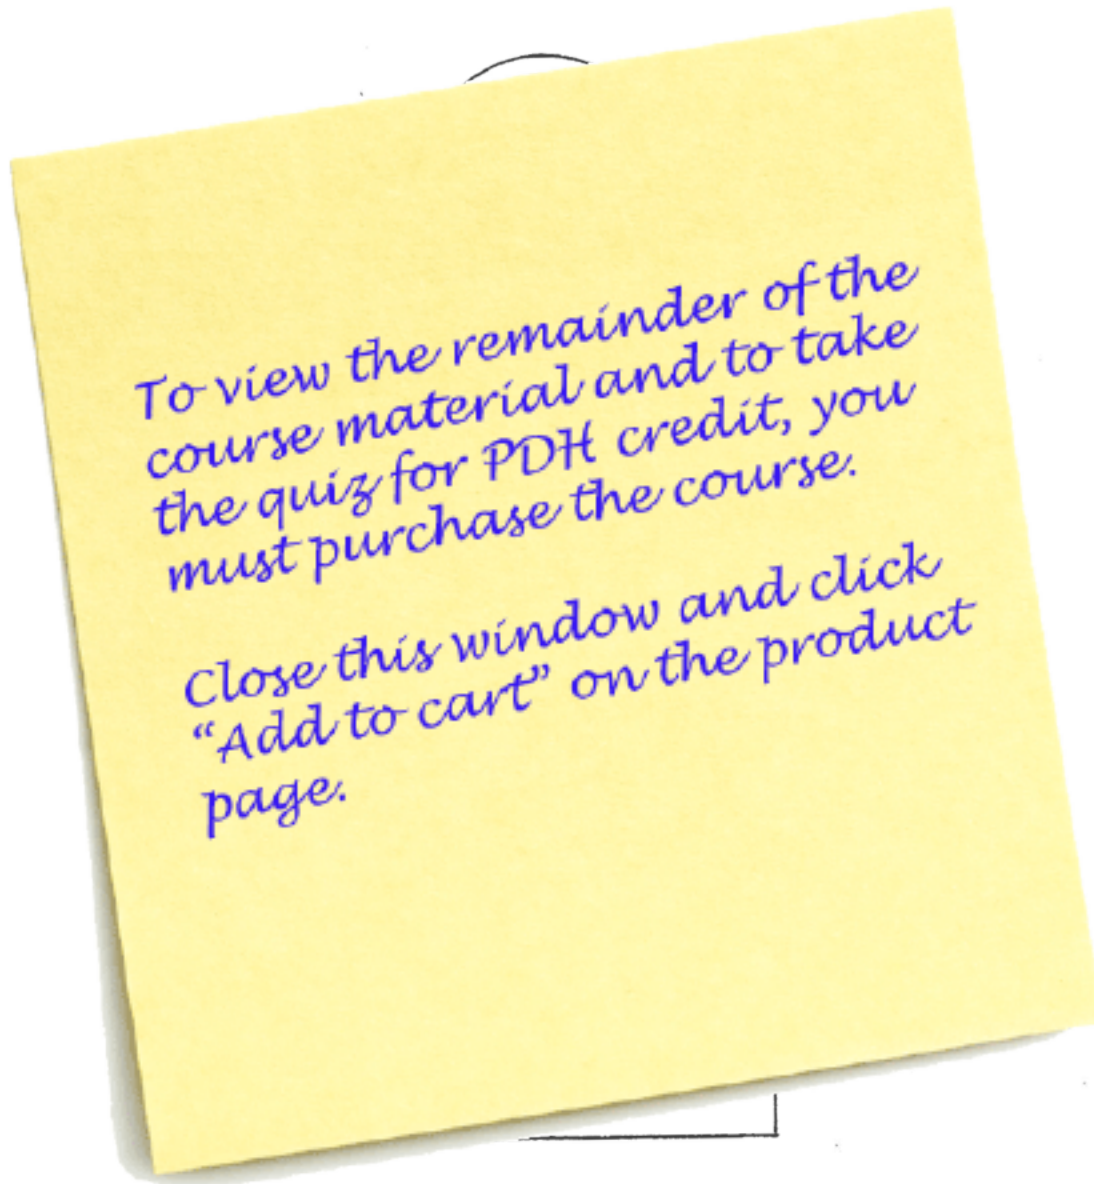 To view the remainder of the
course material and to take
the quiz for PDH credit, you
must purchase the course.
Close this window and click
“Add to cart” on the product
page.